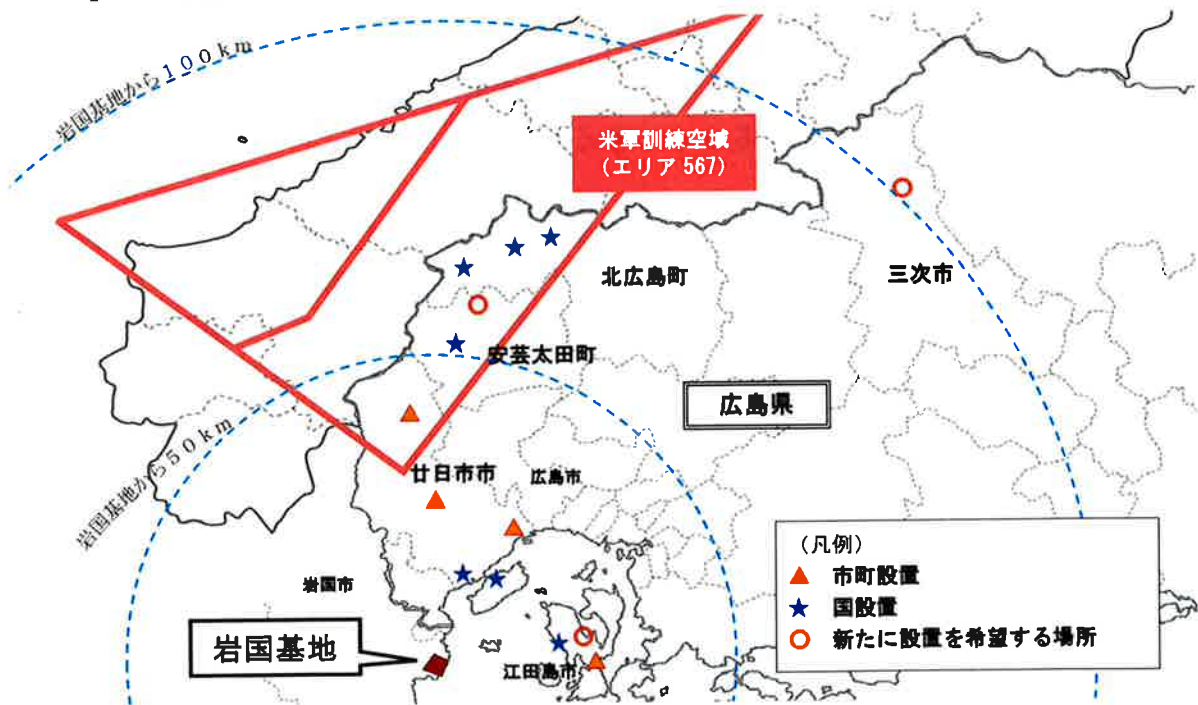 岩国基地から100km
米軍訓練空域
(エリア 567)
北広島町
三次市
安芸太田町
広島県
岩国基地から50km
廿日市市
広島市
(凡例)
市町設置
国設置
新たに設置を希望する場所
岩国市
岩国基地
江田島市